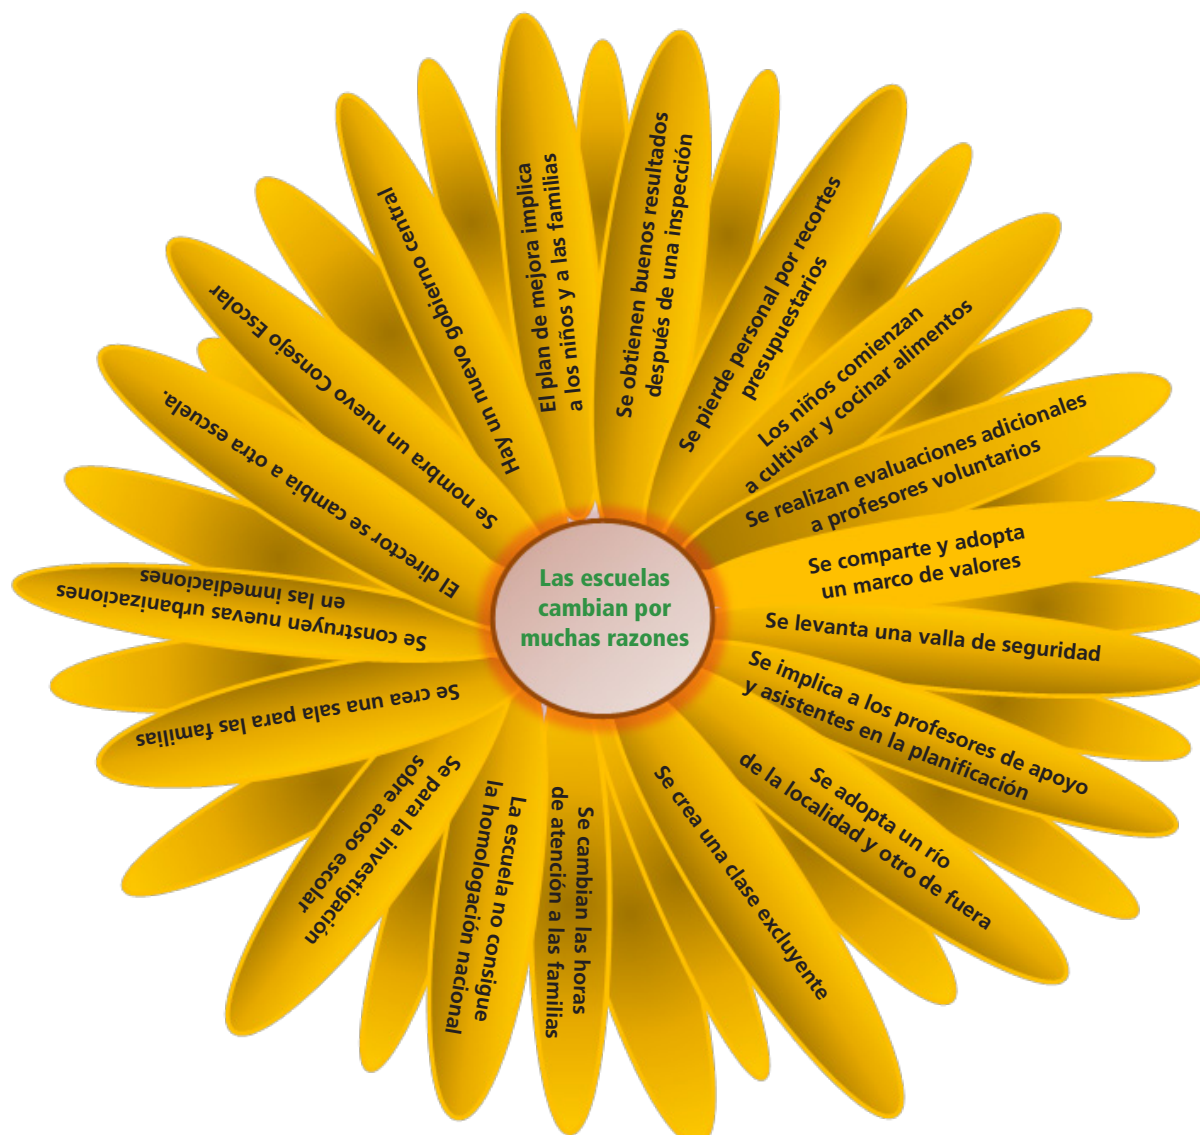 Las escuelas
cambian por
muchas razones
El plan de mejora implica
a los niños y a las familias
Se obtienen buenos resultados
después de una inspección
Se pierde personal por recortes
presupuestarios
Los niños comienzan
a cultivar y cocinar alimentos
Se realizan evaluaciones adicionales
a profesores voluntarios
Se comparte y adopta
un marco de valores
Se levanta una valla de seguridad
Se implica a los profesores de apoyo
y asistentes en la planificación
Se adopta un río
de la localidad y otro de fuera
Se crea una clase excluyente
Se cambian las horas
de atención a las familias
La escuela no consigue
la homologación nacional
Se para la investigación
sobre acoso escolar
Se crea una sala para las familias
Se construyen nuevas urbanizaciones
en las inmediaciones
El director se cambia a otra escuela.
Se nombra un nuevo Consejo Escolar
Hay un nuevo gobierno central